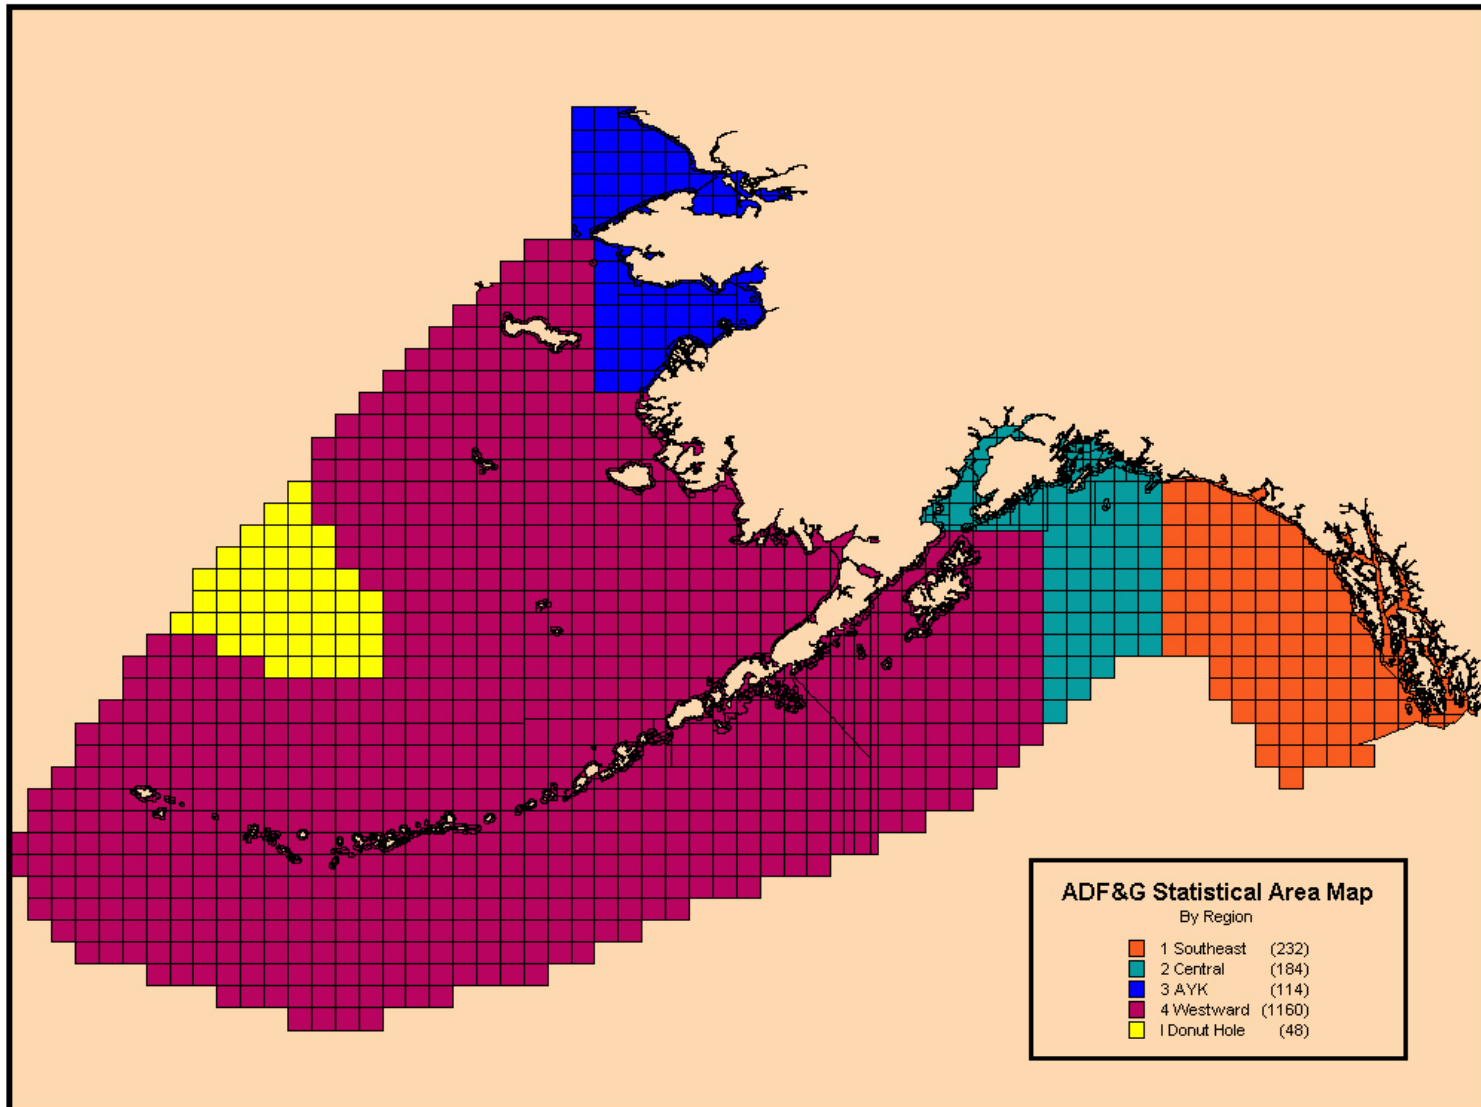 ADF&G Statistical Area Map
By Region
1 Southeast (232)
2 Central (184)
3 AYK (114)
4 Westward (1160)
I Donut Hole (48)